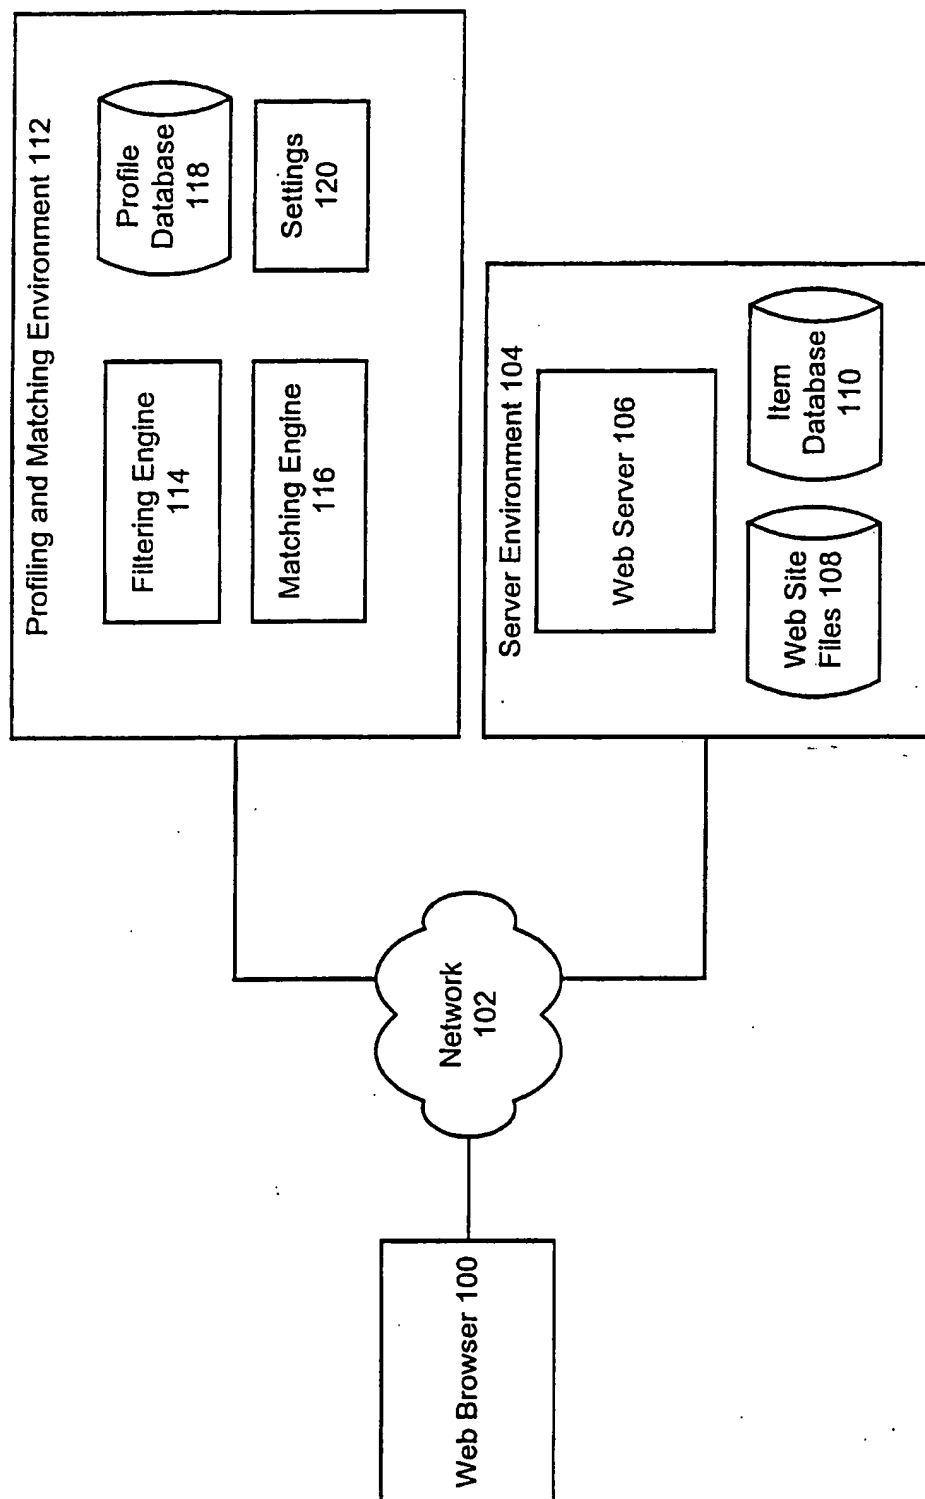 Profiling and Matching Environment 112
Filtering Engine
114
Profile
Database
118
Matching Engine
116
Settings
120
Server Environment 104
Web Server 106
Web Site
Files 108
Item
Database
110
Network
102
Web Browser 100